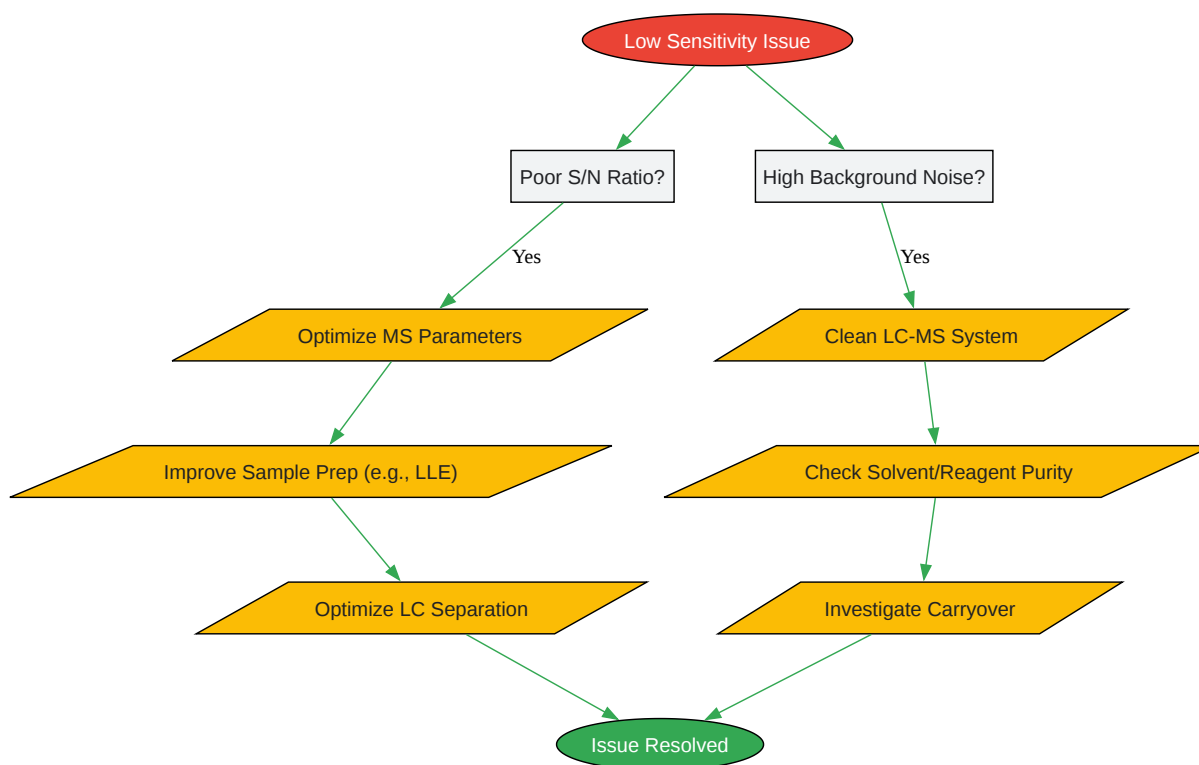 Low Sensitivity Issue
Poor S/N Ratio?
High Background Noise?
Yes
Yes
Optimize MS Parameters
Clean LC-MS System
Improve Sample Prep (e.g., LLE)
Check Solvent/Reagent Purity
Optimize LC Separation
Investigate Carryover
Issue Resolved